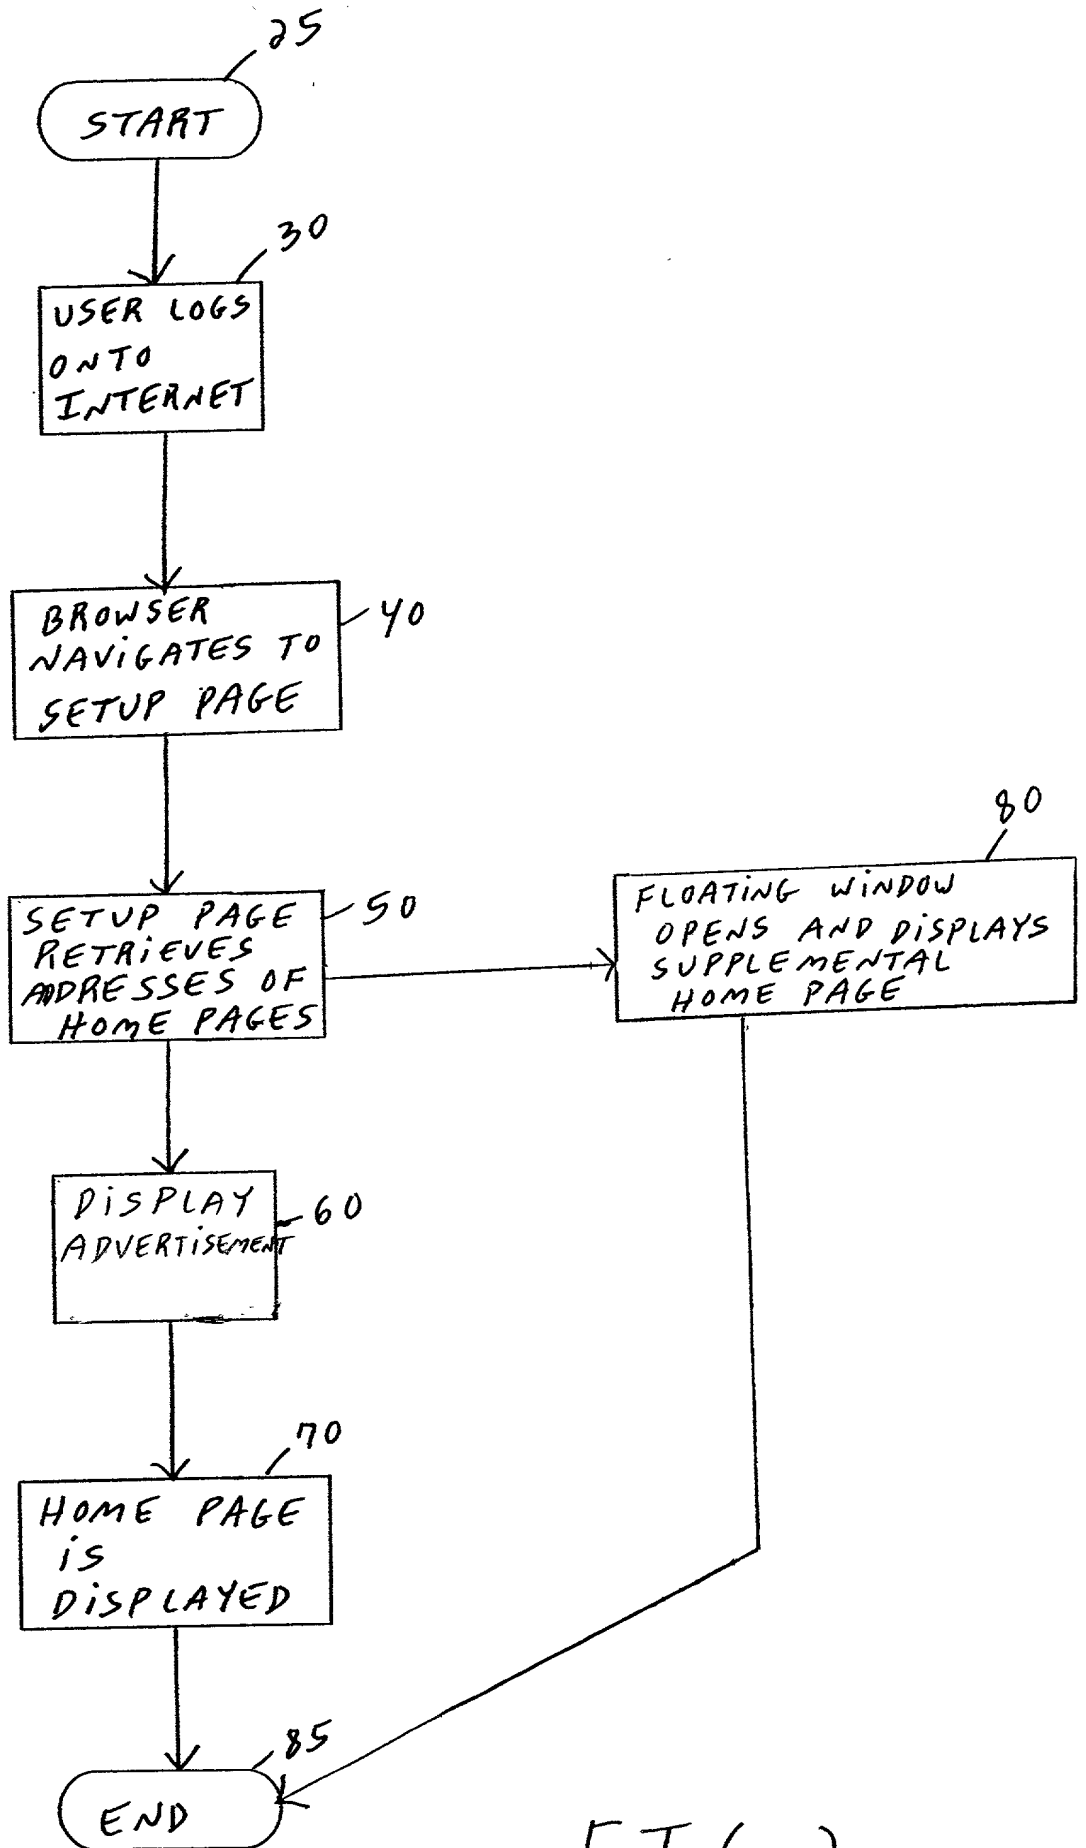 25
START
30
USER LOGS
ONTO
INTERNET
BROWSER
NAVIGATES TO
SETUP PAGE
40
80
SETUP PAGE
RETRIEVES
ADDRESSES OF
HOME PAGES
50
FLOATING WINDOW
OPENS AND DISPLAYS
SUPPLEMENTAL
HOME PAGE
DISPLAY
ADVERTISEMENT
60
70
HOME PAGE
is
DISPLAYED
85
END